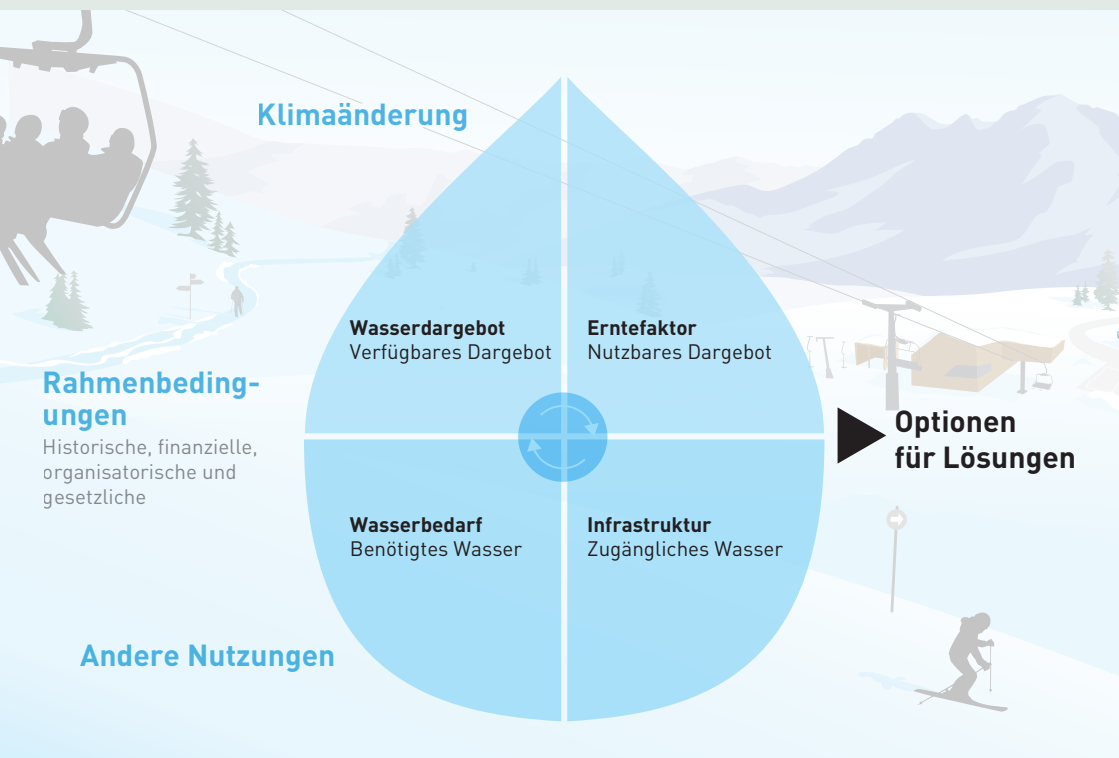 Klimaänderung
Wasserdargebot
Verfügbares Dargebot
Erntefaktor
Nutzbares Dargebot
Rahmenbeding-
ungen
Historische, finanzielle,
organisatorische und
gesetzliche
Optionen
für Lösungen
Wasserbedarf
Benötigtes Wasser
Infrastruktur
Zugängliches Wasser
Andere Nutzungen